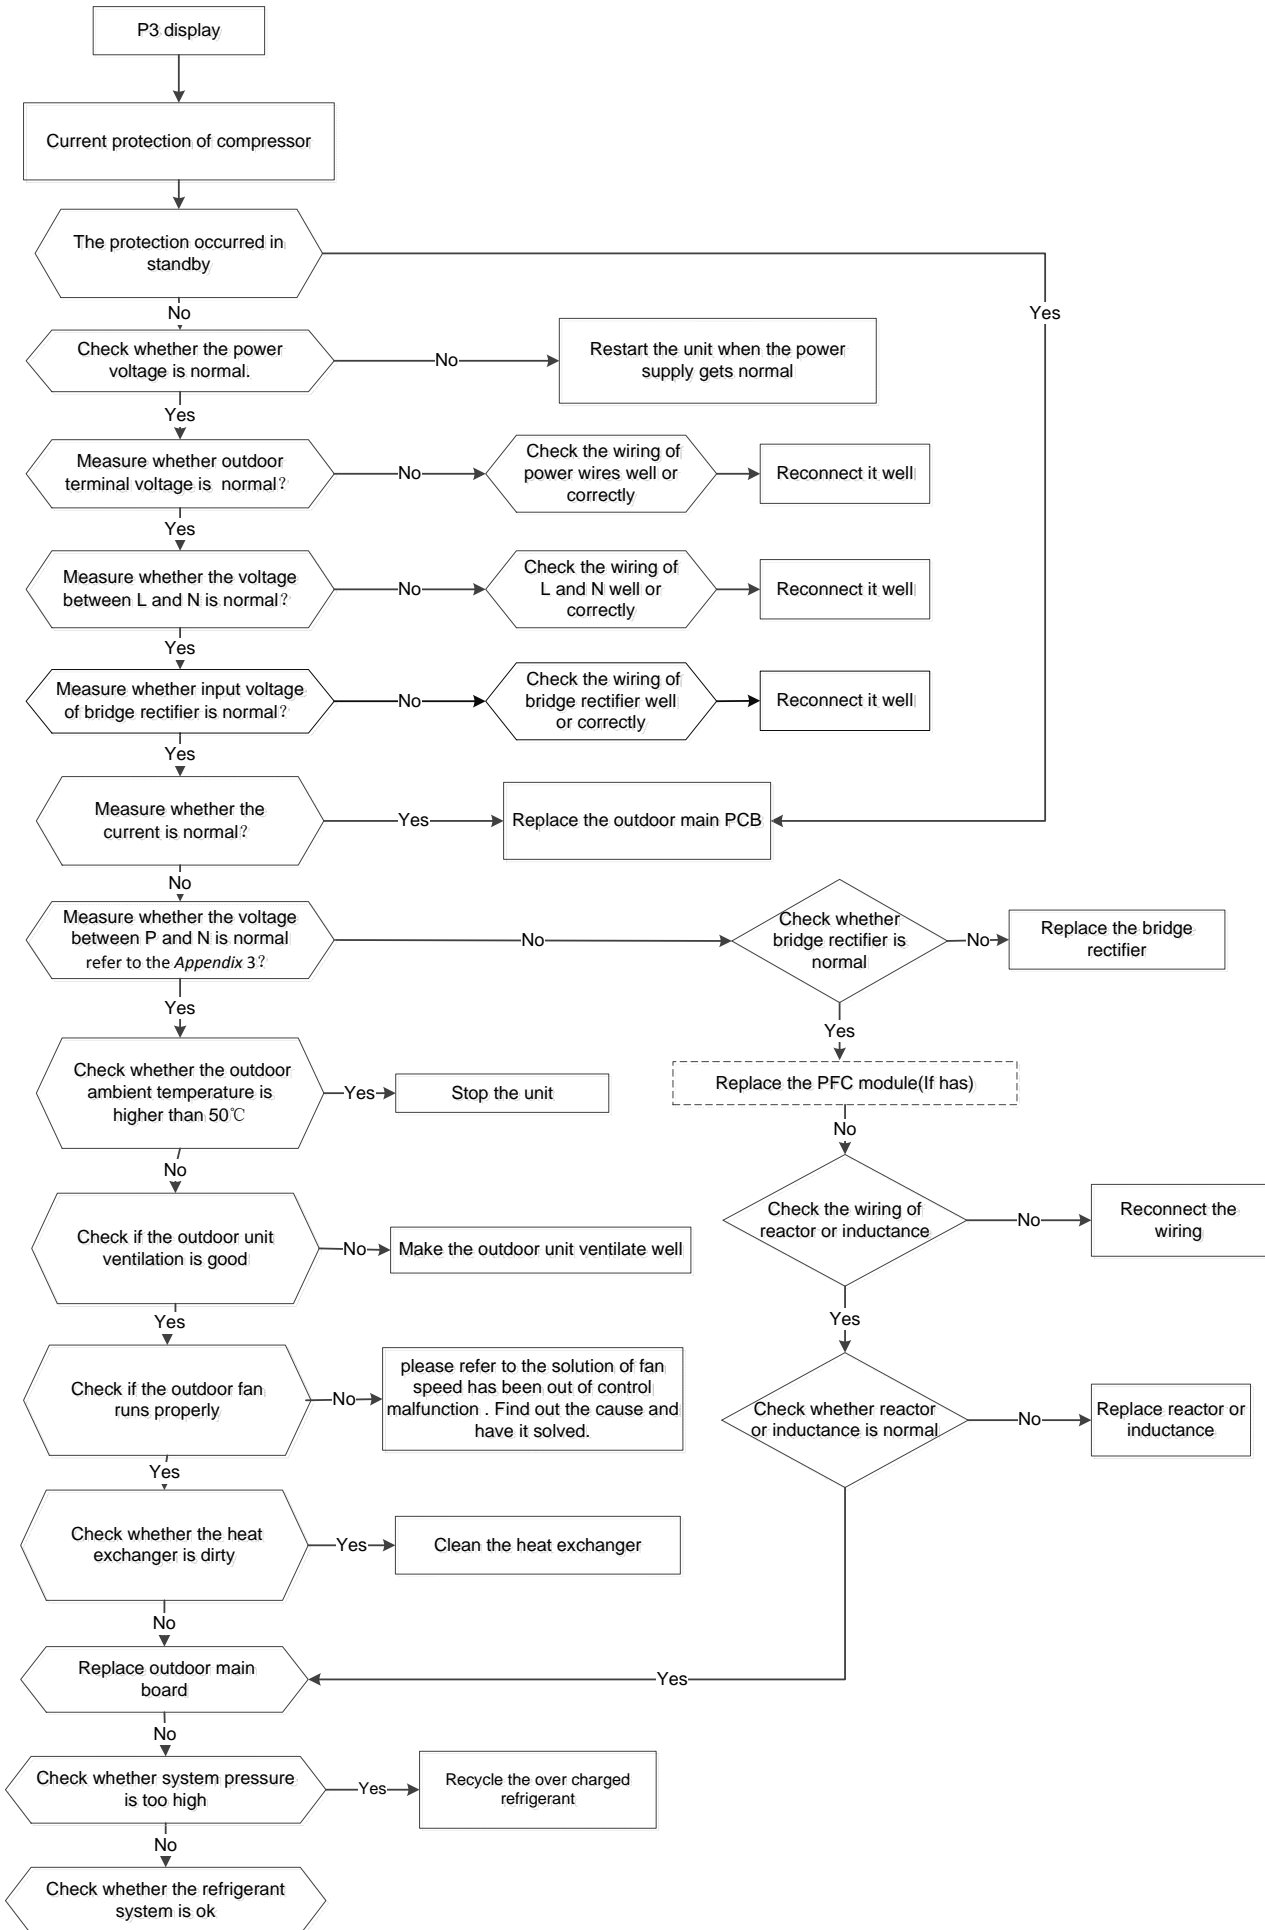 P3 display
Current protection of compressor
The protection occurred in
standby
No
Yes
Check whether the power
voltage is normal.
No
Restart the unit when the power
supply gets normal
Yes
Measure whether outdoor
terminal voltage is normal?
No
Check the wiring of
power wires well or
correctly
Reconnect it well
Yes
Measure whether the voltage
between L and N is normal?
No
Check the wiring of
L and N well or
correctly
Reconnect it well
Yes
Measure whether input voltage
of bridge rectifier is normal?
No
Check the wiring of
bridge rectifier well
or correctly
Reconnect it well
Yes
Measure whether the
current is normal?
Yes
Replace the outdoor main PCB
No
Measure whether the voltage
between P and N is normal
refer to the Appendix 3?
No
Check whether
bridge rectifier is
normal
No
Replace the bridge
rectifier
Yes
Yes
Check whether the outdoor
ambient temperature is
higher than 50℃
Yes
Stop the unit
Replace the PFC module(If has)
No
No
Check if the outdoor unit
ventilation is good
No
Make the outdoor unit ventilate well
Check the wiring of
reactor or inductance
No
Reconnect the
wiring
Yes
Yes
Check if the outdoor fan
runs properly
No
please refer to the solution of fan
speed has been out of control
malfunction . Find out the cause and
have it solved.
Check whether reactor
or inductance is normal
No
Replace reactor or
inductance
Yes
Check whether the heat
exchanger is dirty
Yes
Clean the heat exchanger
No
Replace outdoor main
board
Yes
No
Check whether system pressure
is too high
Yes
Recycle the over charged
refrigerant
No
Check whether the refrigerant
system is ok